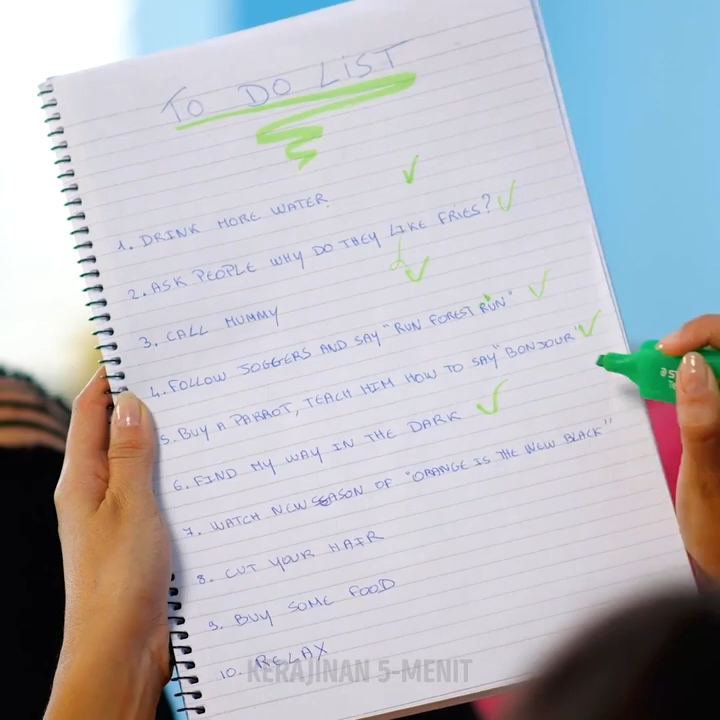 TO DO LIST
1. DRINK MORE WATER
2. ASK PEOPLE WHY DO THEY LIKE FRIES?
3. CALL MUMMY
4. FOLLOW JOGGERS AND SAY "RUN FOREST RUN"
5. BUY A PARROT, TEACH HIM HOW TO SAY "BONJOUR"
6. FIND MY WAY IN THE DARK
7. WATCH NEW SEASON OF "ORANGE IS THE NEW BLACK"
8. CUT YOUR HAIR
9. BUY SOME FOOD
10. RELAX
KERAJINAN 5-MENIT